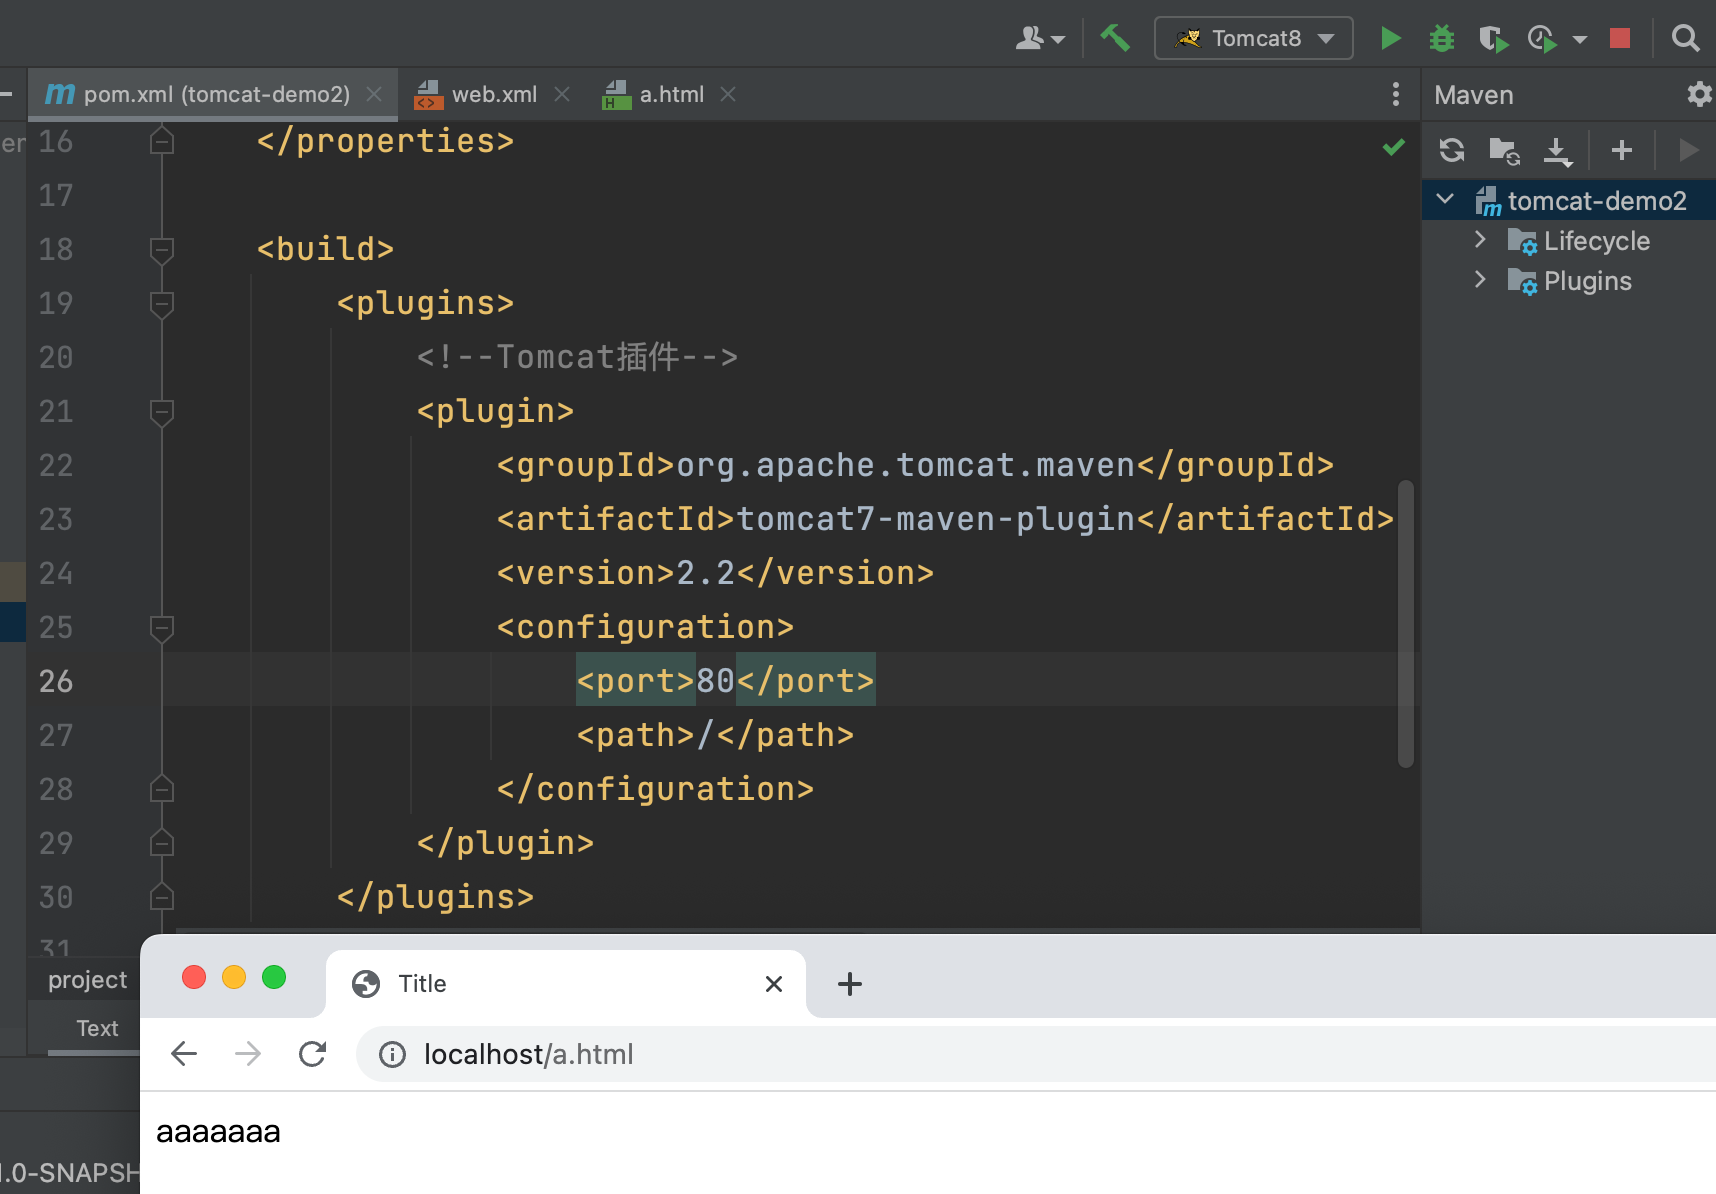 Tomcat8
pom.xml (tomcat-demo2)
web.xml
a.html
Maven
16 </properties>
17
18 <build>
19 <plugins>
20 <!--Tomcat插件-->
21 <plugin>
22 <groupId>org.apache.tomcat.maven</groupId>
23 <artifactId>tomcat7-maven-plugin</artifactId>
24 <version>2.2</version>
25 <configuration>
26 <port>80</port>
27 <path>/</path>
28 </configuration>
29 </plugin>
30 </plugins>
31
tomcat-demo2
Lifecycle
Plugins
project
Text
Title
localhost/a.html
aaaaaaa
.0-SNAPSH